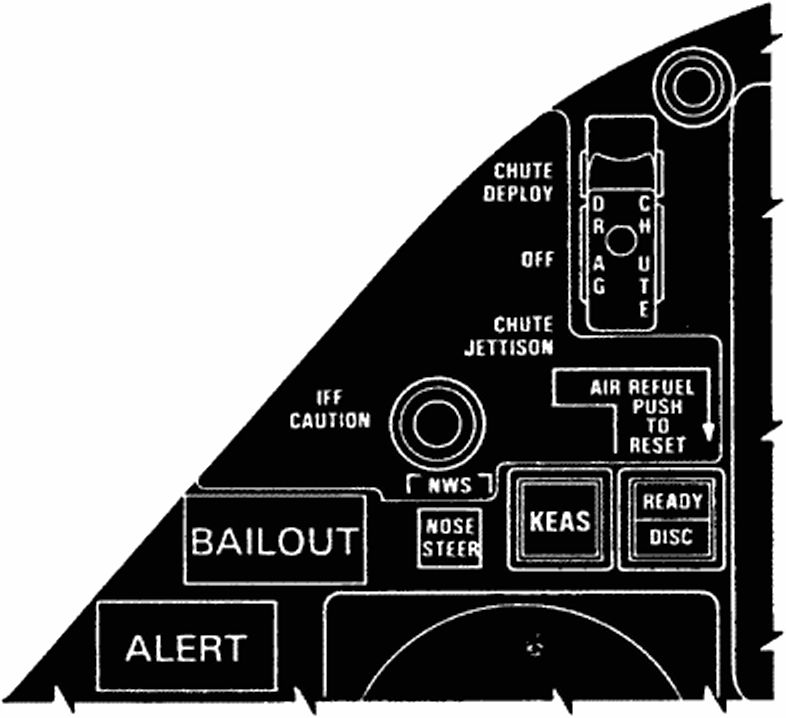 CHUTE
DEPLOY
DRAG
CHUTE
OFF
CHUTE
JETTISON
IFF
CAUTION
AIR REFUEL
PUSH
TO
RESET
NWS
NOSE
STEER
KEAS
READY
DISC
BAILOUT
ALERT